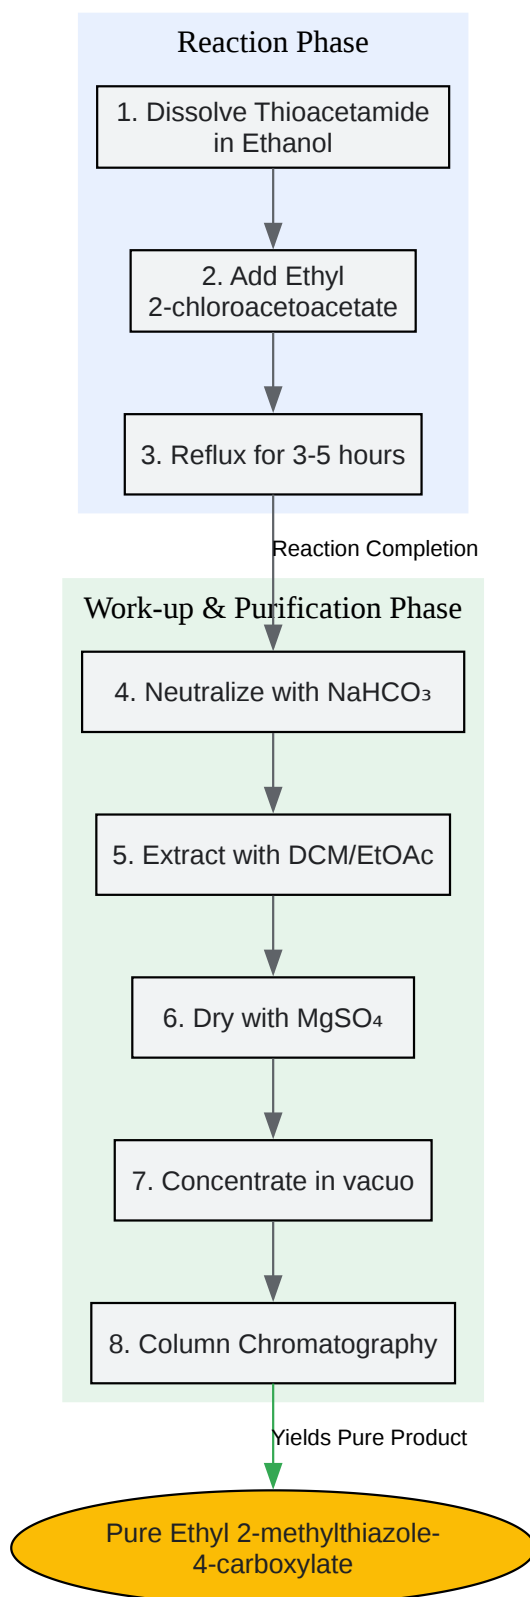 Reaction Phase
1. Dissolve Thioacetamide
in Ethanol
2. Add Ethyl
2-chloroacetoacetate
3. Reflux for 3-5 hours
Reaction Completion
Work-up & Purification Phase
4. Neutralize with NaHCO₃
5. Extract with DCM/EtOAc
6. Dry with MgSO₄
7. Concentrate in vacuo
8. Column Chromatography
Yields Pure Product
Pure Ethyl 2-methylthiazole-
4-carboxylate